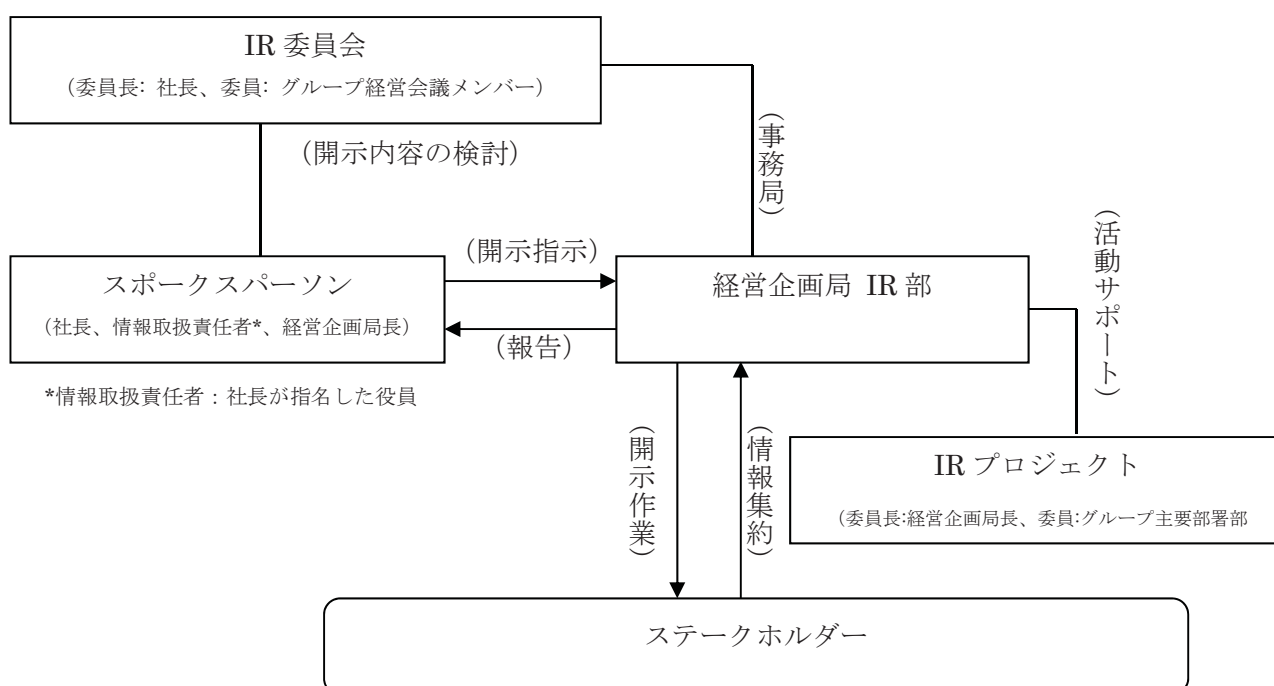 IR 委員会
(委員長: 社長、委員: グループ経営会議メンバー)
(開示内容の検討)
(事務局)
(活動サポート)
(開示指示)
スポークスパーソン
(社長、情報取扱責任者*、経営企画局長)
経営企画局 IR 部
(報告)
*情報取扱責任者：社長が指名した役員
(開示作業)
(情報集約)
IR プロジェクト
(委員長:経営企画局長、委員:グループ主要部署部
ステークホルダー